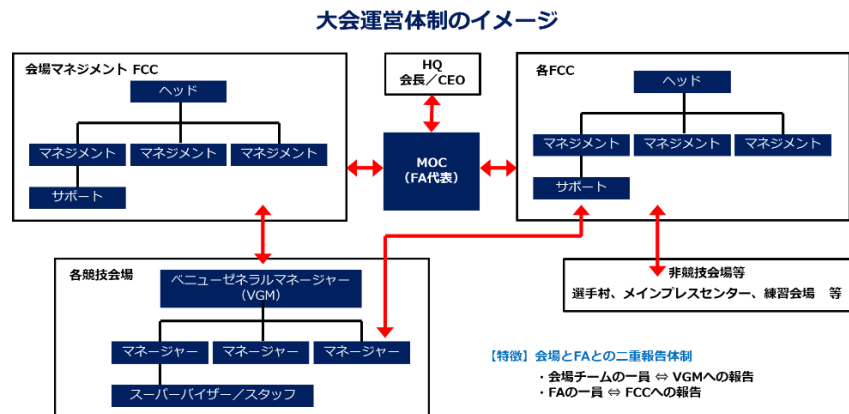 大会運営体制のイメージ
会場マネジメント FCC
ヘッド
マネジメント
マネジメント
マネジメント
サポート
HQ
会長／CEO
MOC
（FA代表）
各FCC
ヘッド
マネジメント
マネジメント
マネジメント
サポート
各競技会場
ベニューゼネラルマネージャー
（VGM）
マネージャー
マネージャー
マネージャー
スーパーバイザー／スタッフ
非競技会場等
選手村、メインプレスセンター、練習会場　等
【特徴】会場とFAとの二重報告体制
・会場チームの一員 ⇔ VGMへの報告
・FAの一員 ⇔ FCCへの報告